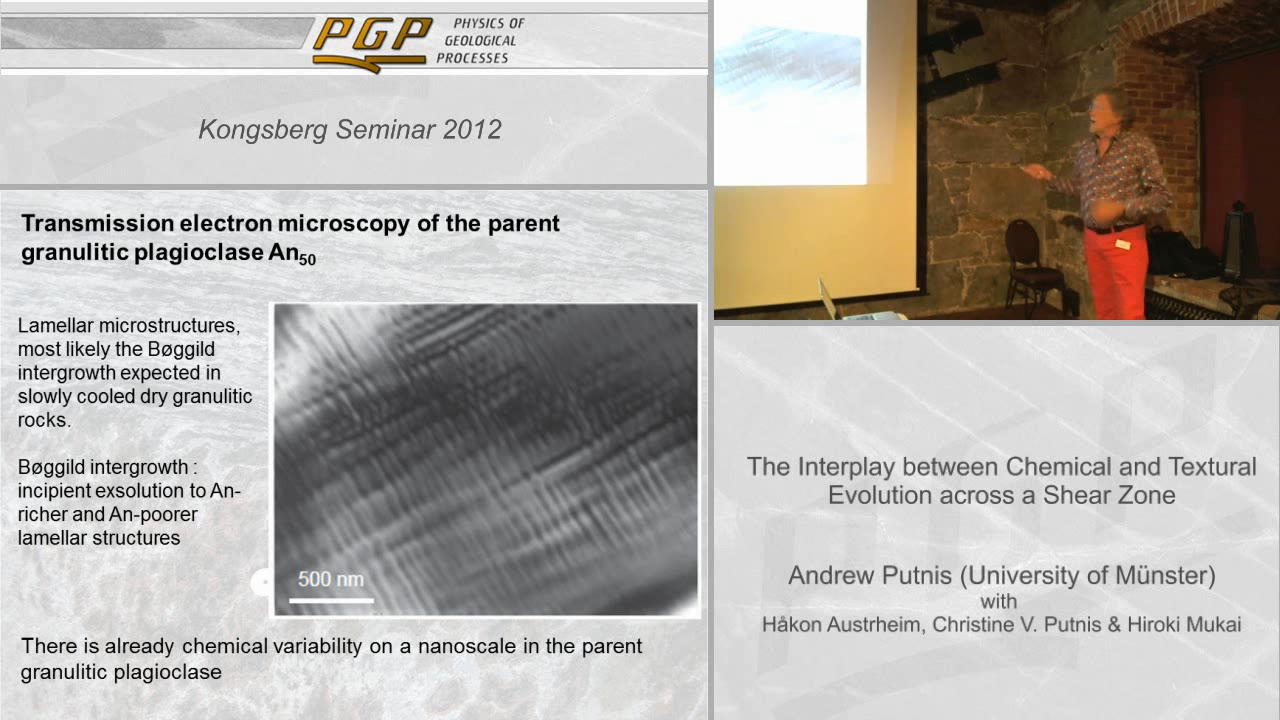 PGP
PHYSICS OF
GEOLOGICAL
PROCESSES
Kongsberg Seminar 2012
Transmission electron microscopy of the parent
granulitic plagioclase An50
Lamellar microstructures,
most likely the Bøggild
intergrowth expected in
slowly cooled dry granulitic
rocks.
Bøggild intergrowth :
incipient exsolution to An-
richer and An-poorer
lamellar structures
500 nm
There is already chemical variability on a nanoscale in the parent
granulitic plagioclase
The Interplay between Chemical and Textural
Evolution across a Shear Zone
Andrew Putnis (University of Münster)
with
Håkon Austrheim, Christine V. Putnis & Hiroki Mukai